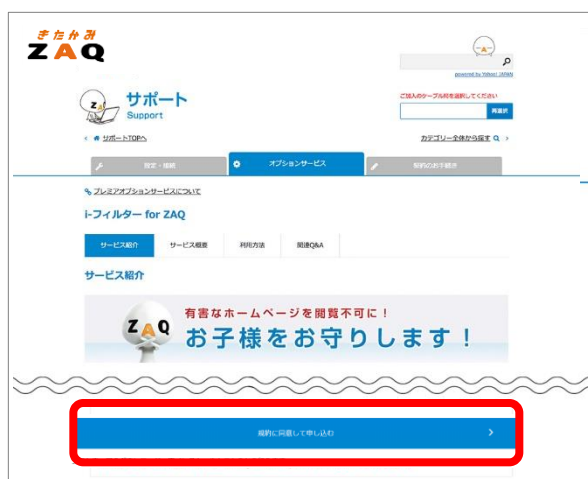 きたかみ
ZAQ
powered by Yahoo! JAPAN
ZAQ
サポート
Support
ご加入のケーブル局を選択してください
再選択
サポートTOPへ
カテゴリー全体から探す
設定・接続
オプションサービス
契約のお手続き
プレミアオプションサービスについて
i-フィルター for ZAQ
サービス紹介
サービス概要
利用方法
関連Q&A
サービス紹介
ZAQ
有害なホームページを閲覧不可に!
お子様をお守りします!
規約に同意して申し込む